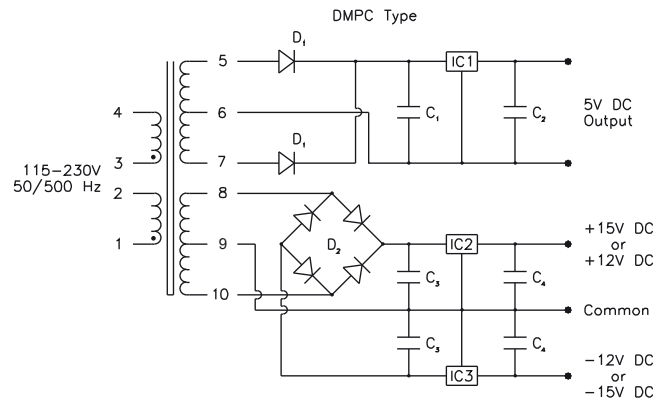 DMPC Type
D₁
5
IC1
4
6
C₁
C₂
5V DC
Output
3
7
D₁
115-230V
50/500 Hz
2
8
1
9
D₂
IC2
+15V DC
or
+12V DC
C₃
C₄
10
Common
C₃
C₄
IC3
-12V DC
or
-15V DC